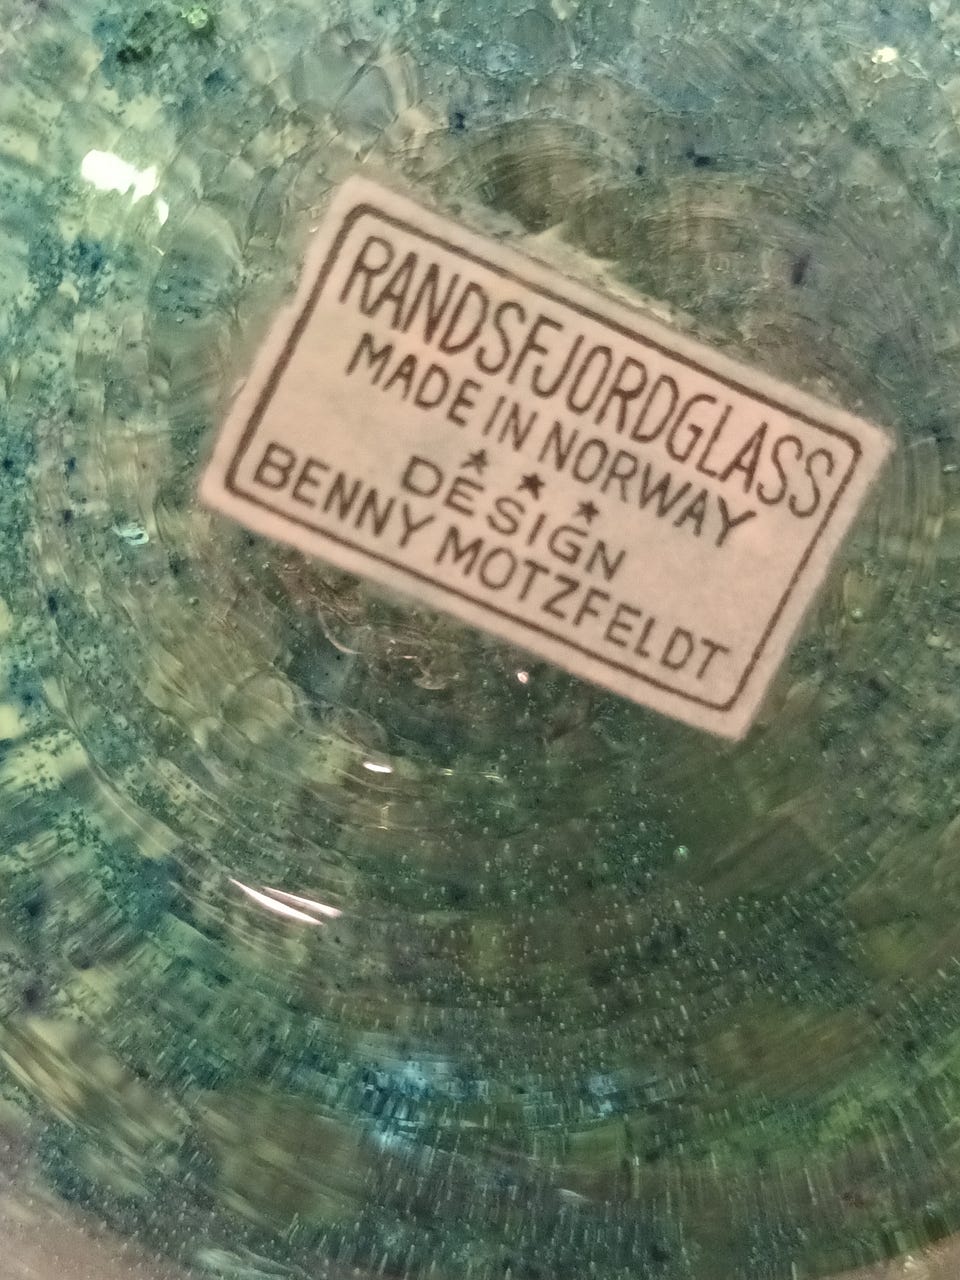 RANDSFJORDGLASS
MADE IN NORWAY
★ ★ ★
DESIGN
BENNY MOTZFELDT